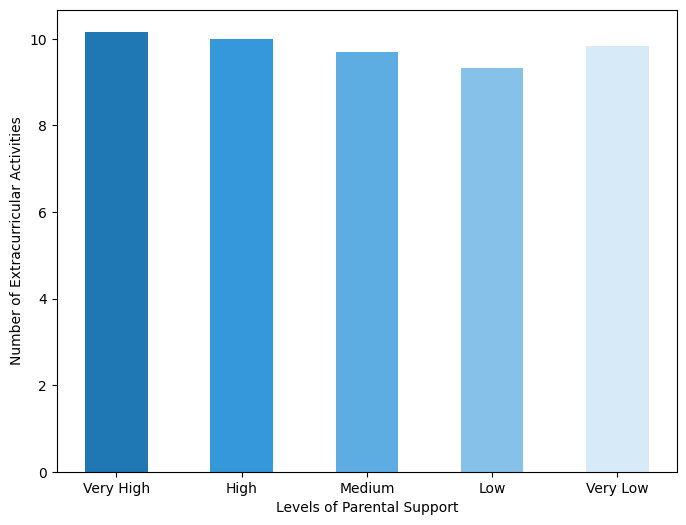 Number of Extracurricular Activities
10
8
6
4
2
0
Very High
High
Medium
Low
Very Low
Levels of Parental Support